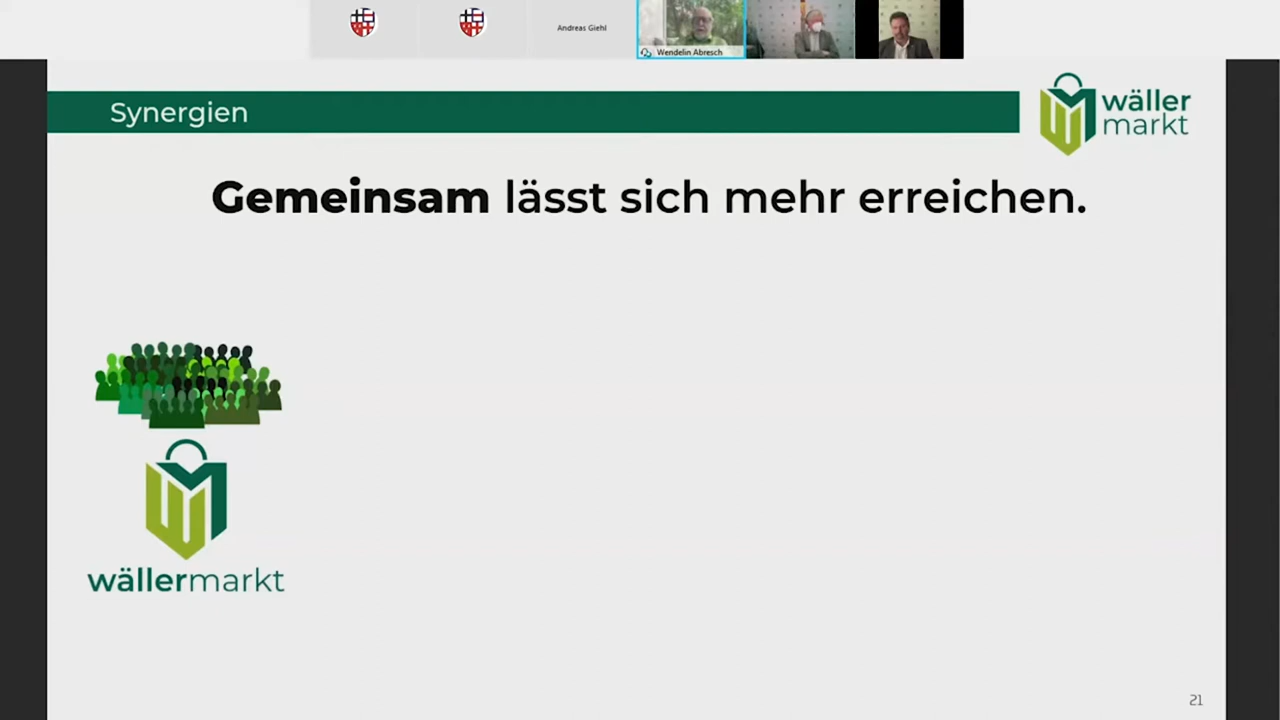 Andreas Giehl
Wendelin Abresch
Synergien
wäller
markt
Gemeinsam lässt sich mehr erreichen.
wällermarkt
21